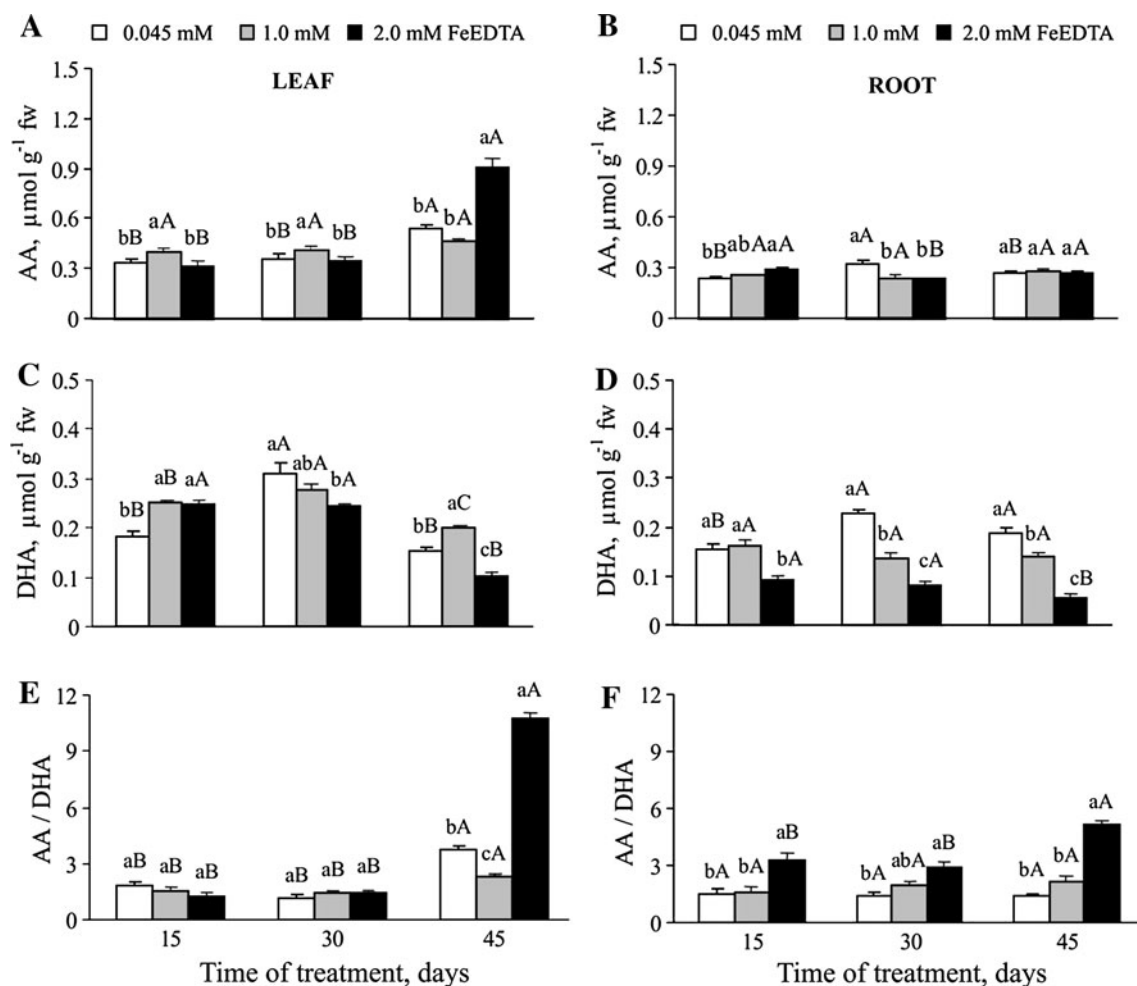 A
0.045 mM 1.0 mM 2.0 mM FeEDTA
LEAF
AA, µmol g⁻¹ fw
1.5
1.2
0.9
0.6
0.3
0
bB aA bB
bB aA bB
bA bA aA
B
0.045 mM 1.0 mM 2.0 mM FeEDTA
ROOT
AA, µmol g⁻¹ fw
1.5
1.2
0.9
0.6
0.3
0
bB abA aA
aA bA bB
aB aA aA
C
DHA, µmol g⁻¹ fw
0.5
0.4
0.3
0.2
0.1
0
bB aB aA
aA abA bA
bB aC cB
D
DHA, µmol g⁻¹ fw
0.5
0.4
0.3
0.2
0.1
0
aB aA bA
aA bA cA
aA bA cB
E
AA / DHA
12
9
6
3
0
aB aB aB
aB aB aB
bA cA aA
15 30 45
Time of treatment, days
F
AA / DHA
12
9
6
3
0
bA bA aB
bA abA aB
bA bA aA
15 30 45
Time of treatment, days